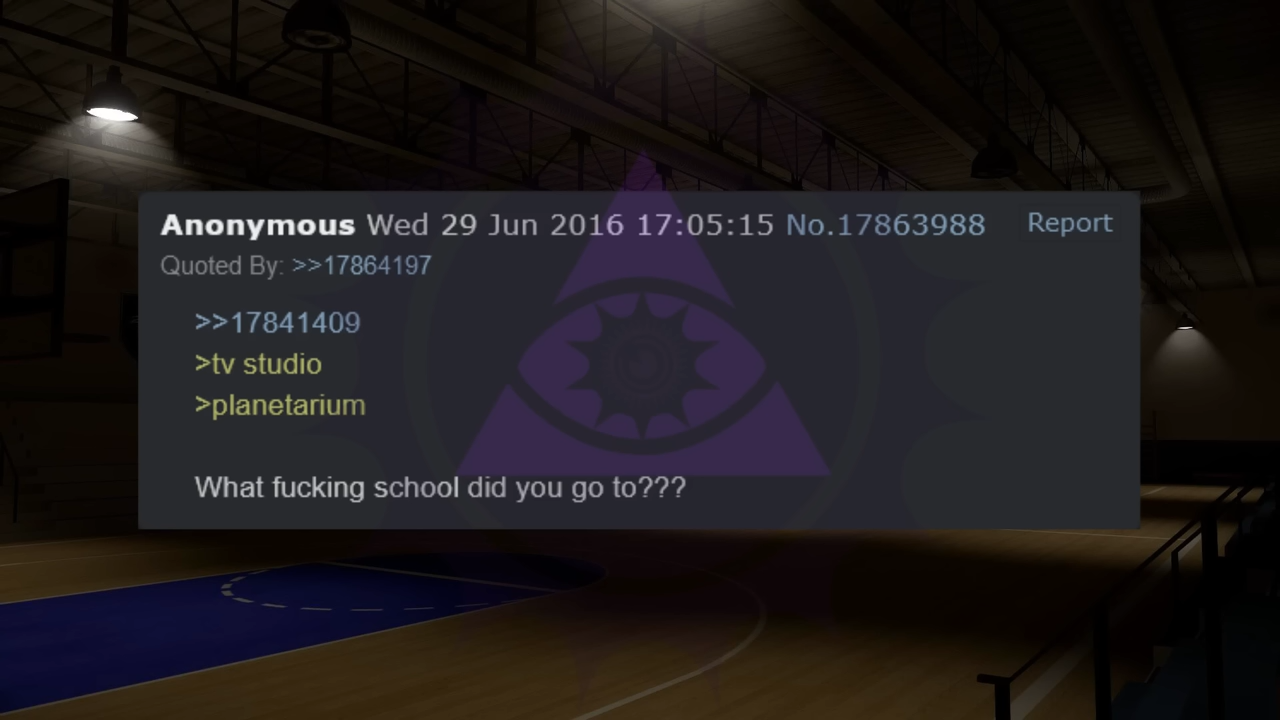 Anonymous Wed 29 Jun 2016 17:05:15 No.17863988 Report
Quoted By: >>17864197
>>17841409
>tv studio
>planetarium
What fucking school did you go to???